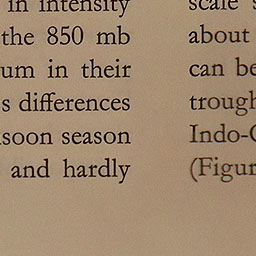 in intensity
the 850 mb
um in their
s differences
soon season
and hardly
scale
about
can be
trough
Indo-
(Figur